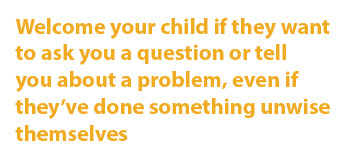 Welcome your child if they want
to ask you a question or tell
you about a problem, even if
they’ve done something unwise
themselves